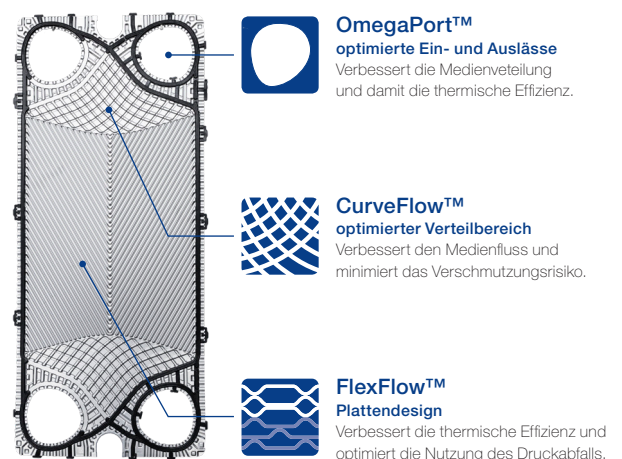 OmegaPort™
optimierte Ein- und Auslässe
Verbessert die Medienveteilung
und damit die thermische Effizienz.
CurveFlow™
optimierter Verteilbereich
Verbessert den Medienfluss und
minimiert das Verschmutzungsrisiko.
FlexFlow™
Plattendesign
Verbessert die thermische Effizienz und
optimiert die Nutzung des Druckabfalls.